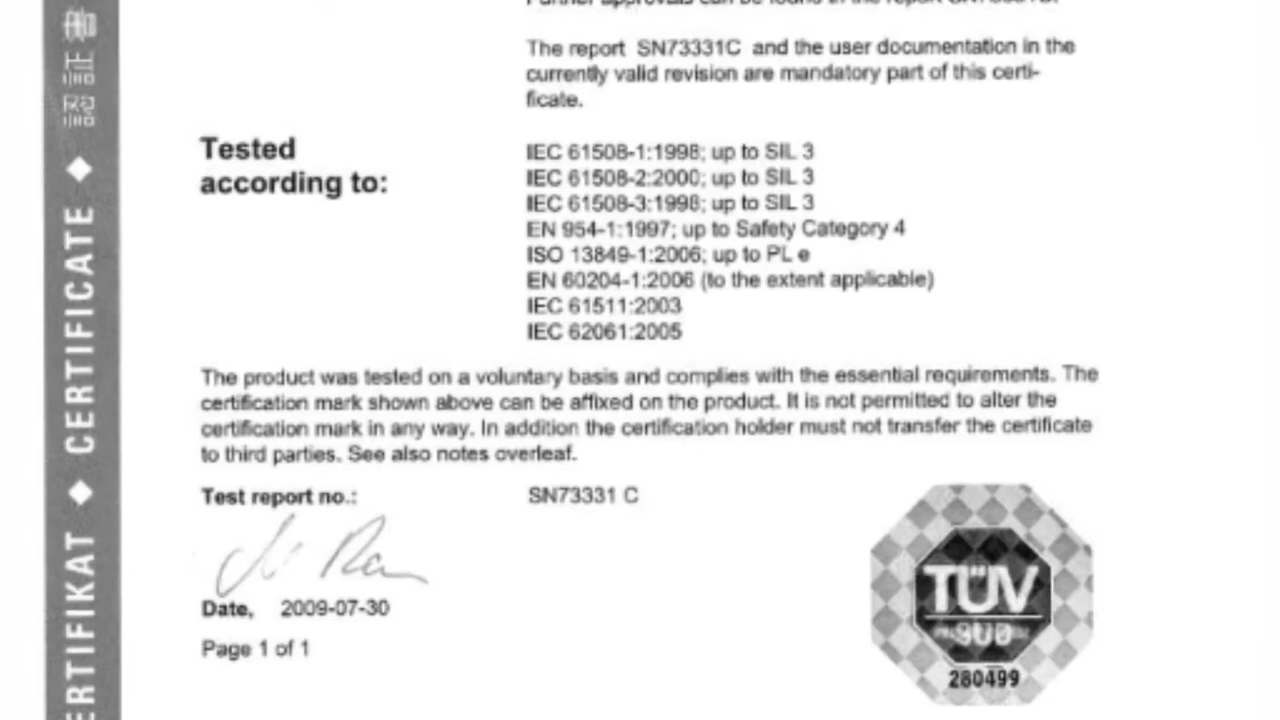 The report SN73331C and the user documentation in the
currently valid revision are mandatory part of this certi-
ficate.
Tested
according to:
IEC 61508-1:1998; up to SIL 3
IEC 61508-2:2000; up to SIL 3
IEC 61508-3:1998; up to SIL 3
EN 954-1:1997; up to Safety Category 4
ISO 13849-1:2006; up to PL e
EN 60204-1:2006 (to the extent applicable)
IEC 61511:2003
IEC 62061:2005
The product was tested on a voluntary basis and complies with the essential requirements. The
certification mark shown above can be affixed on the product. It is not permitted to alter the
certification mark in any way. In addition the certification holder must not transfer the certificate
to third parties. See also notes overleaf.
Test report no.: SN73331 C
Date, 2009-07-30
Page 1 of 1
TÜV
SÜD
280499
ERTIFIKAT ◆ CERTIFICATE ◆